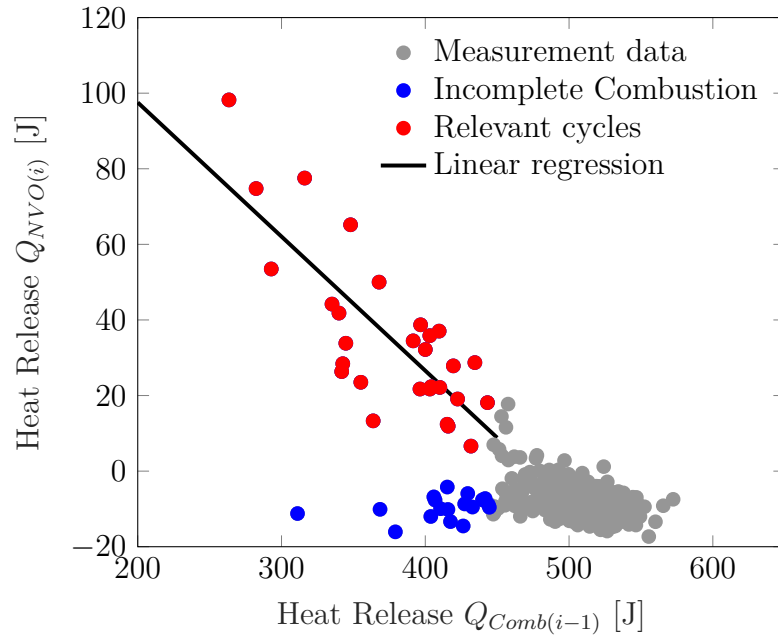 120
100
80
60
40
20
0
−20
200
300
400
500
600
Heat Release Q_{NVO(i)} [J]
Heat Release Q_{Comb(i−1)} [J]
Measurement data
Incomplete Combustion
Relevant cycles
Linear regression